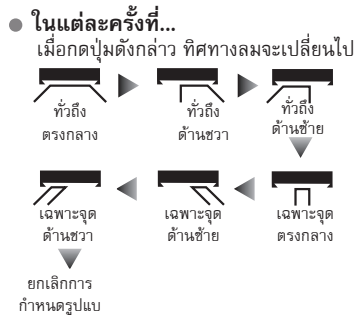 ในแต่ละครั้งที่...
เมื่อกดปุ่มดังกล่าว ทิศทางลมจะเปลี่ยนไป
ทั่วถึง
ตรงกลาง
ทั่วถึง
ด้านขวา
ทั่วถึง
ด้านซ้าย
เฉพาะจุด
ด้านขวา
เฉพาะจุด
ด้านซ้าย
เฉพาะจุด
ตรงกลาง
ยกเลิกการ
กำหนดรูปแบ